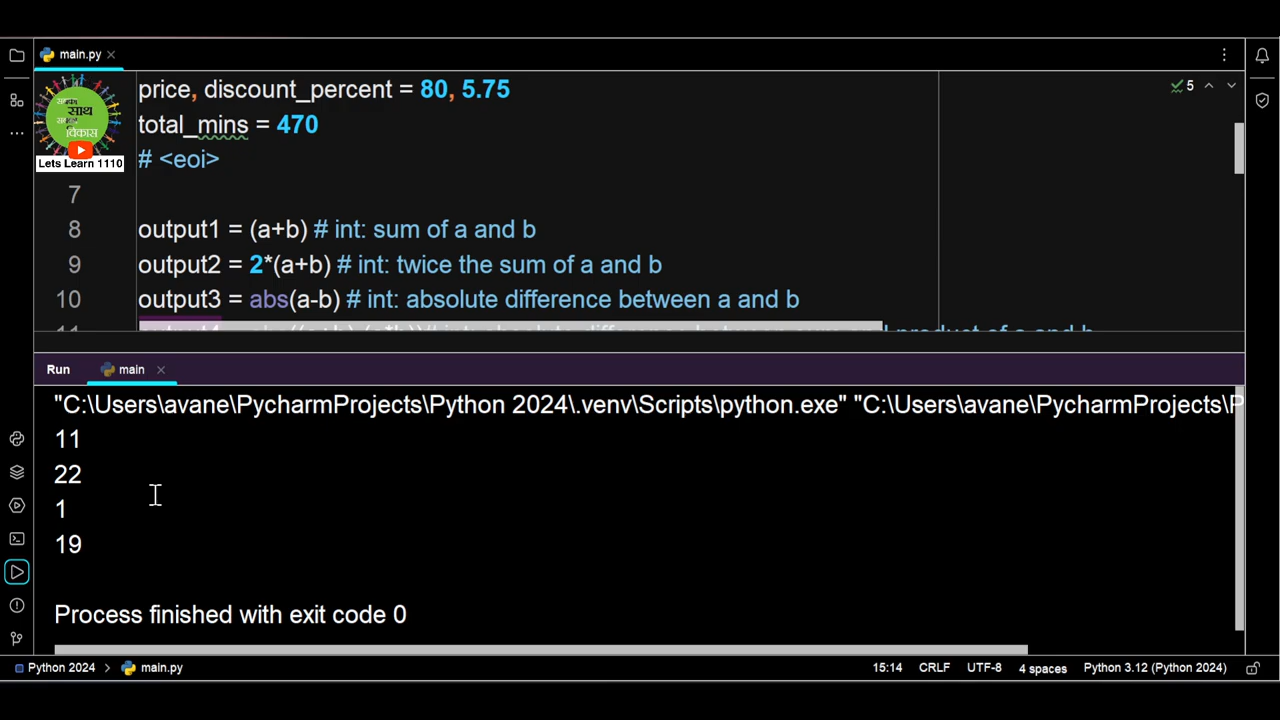 main.py
price, discount_percent = 80, 5.75
total_mins = 470
# <eoi>
5
साथ
विकास
Lets Learn 1110
7
8 output1 = (a+b) # int: sum of a and b
9 output2 = 2*(a+b) # int: twice the sum of a and b
10 output3 = abs(a-b) # int: absolute difference between a and b
product of a and b
Run main
"C:\Users\avane\PycharmProjects\Python 2024\.venv\Scripts\python.exe" "C:\Users\avane\PycharmProjects\P
11
22
1
19
Process finished with exit code 0
Python 2024 > main.py 15:14 CRLF UTF-8 4 spaces Python 3.12 (Python 2024)